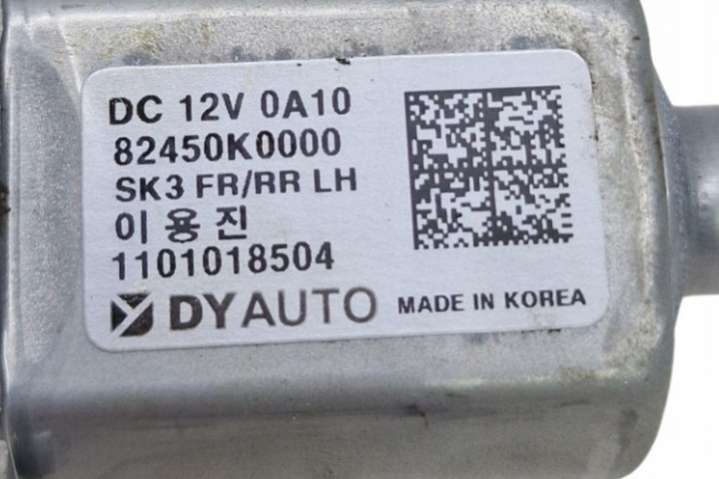 DC 12V 0A10
82450K0000
SK3 FR/RR LH
이용진
1101018504
DYAUTO MADE IN KOREA